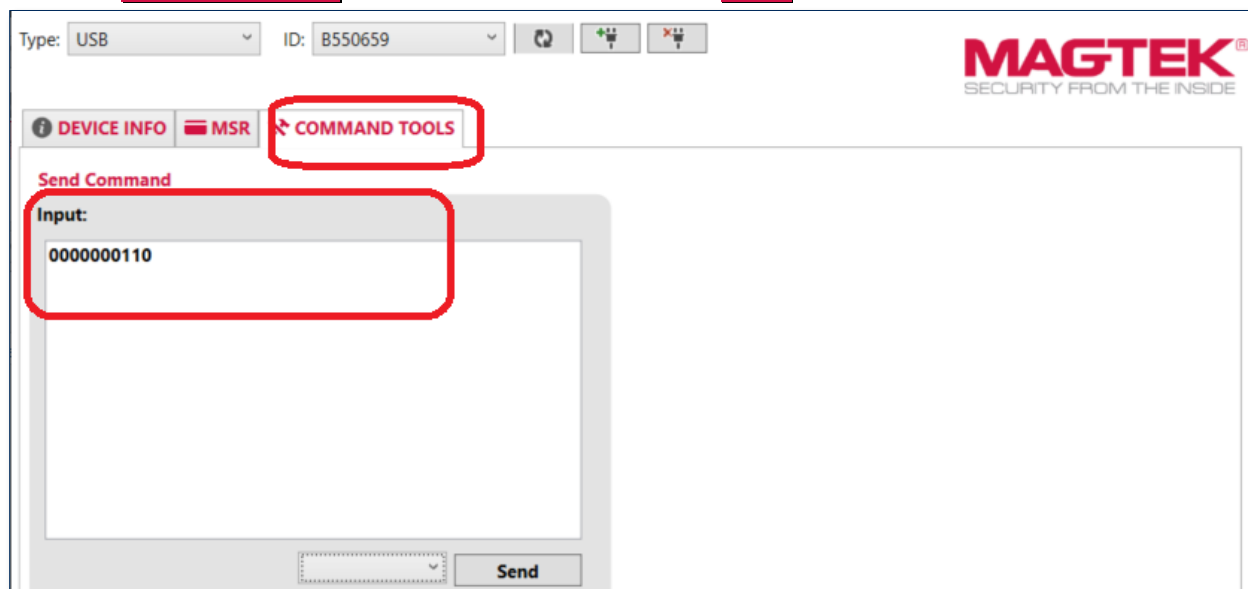 Type: USB ID: B550659
MAGTEK®
SECURITY FROM THE INSIDE
DEVICE INFO MSR COMMAND TOOLS
Send Command
Input:
0000000110
Send